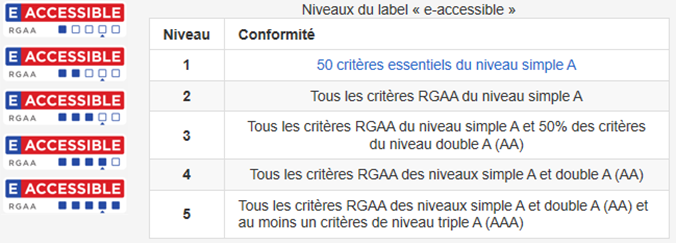 E ACCESSIBLE
RGAA
E ACCESSIBLE
RGAA
E ACCESSIBLE
RGAA
E ACCESSIBLE
RGAA
E ACCESSIBLE
RGAA
Niveaux du label « e-accessible »
Niveau Conformité
1 50 critères essentiels du niveau simple A
2 Tous les critères RGAA du niveau simple A
3 Tous les critères RGAA du niveau simple A et 50% des critères
du niveau double A (AA)
4 Tous les critères RGAA des niveaux simple A et double A (AA)
5 Tous les critères RGAA des niveaux simple A et double A (AA) et
au moins un critères de niveau triple A (AAA)